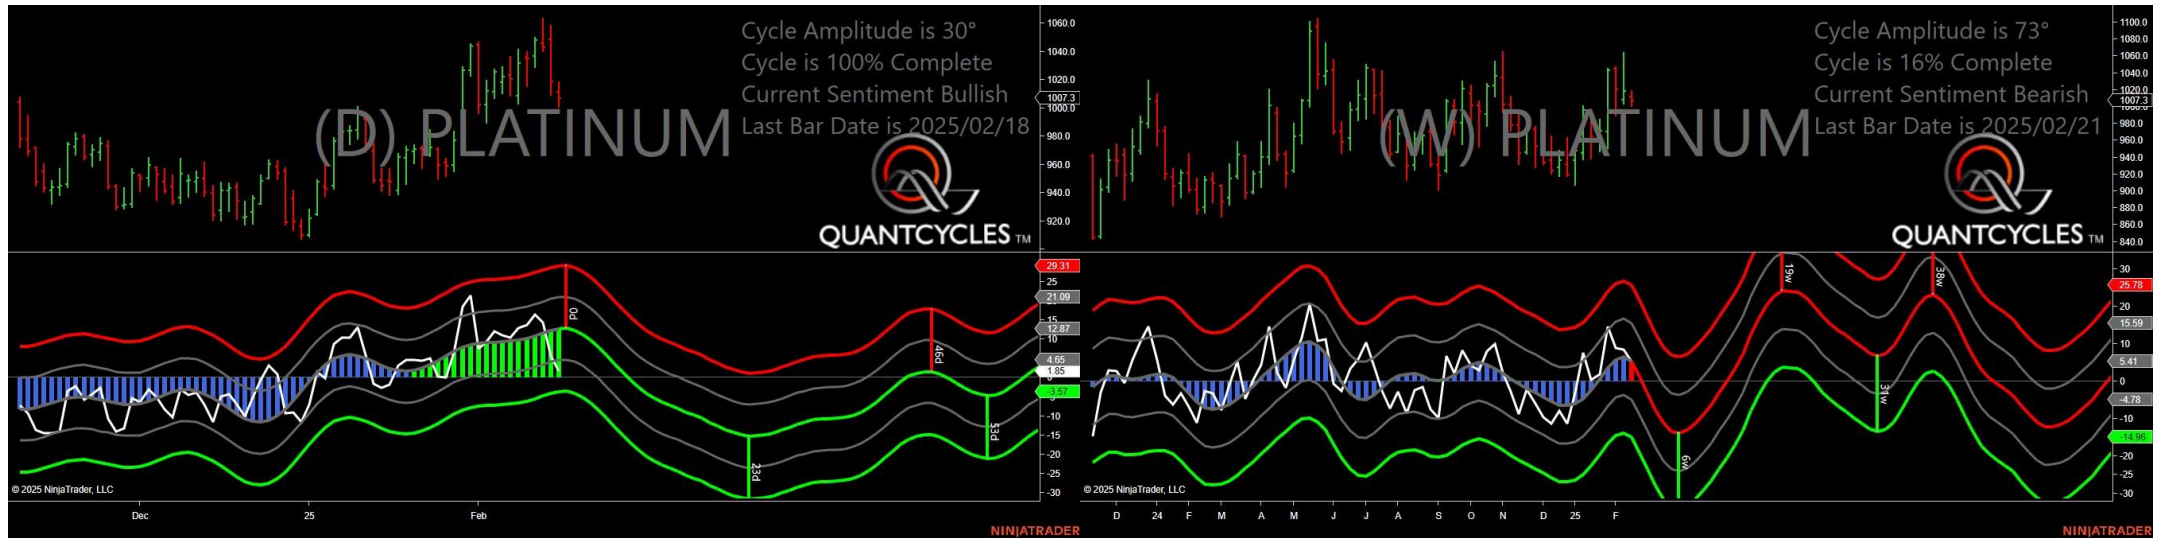 Cycle Amplitude is 30°
Cycle is 100% Complete
Current Sentiment Bullish
Last Bar Date is 2025/02/18
(D) PLATINUM
QUANTCYCLES TM
1060.0
1040.0
1020.0
1007.3
1000.0
980.0
960.0
940.0
920.0
29.31
25
21.09
15
12.87
10
4.65
1.85
-3.57
-10
-15
-20
-25
-30
0d
23d
46d
53d
© 2025 NinjaTrader, LLC
Dec
25
Feb
NINJATRADER
Cycle Amplitude is 73°
Cycle is 16% Complete
Current Sentiment Bearish
Last Bar Date is 2025/02/21
(W) PLATINUM
QUANTCYCLES TM
1100.0
1080.0
1060.0
1040.0
1020.0
1007.3
980.0
960.0
940.0
920.0
900.0
880.0
860.0
840.0
30
25.78
20
15.59
10
5.41
0
-4.78
-10
-14.96
-20
-25
-30
19w
38w
6w
31w
© 2025 NinjaTrader, LLC
D
24
F
M
A
M
J
J
A
S
O
N
D
25
F
NINJATRADER